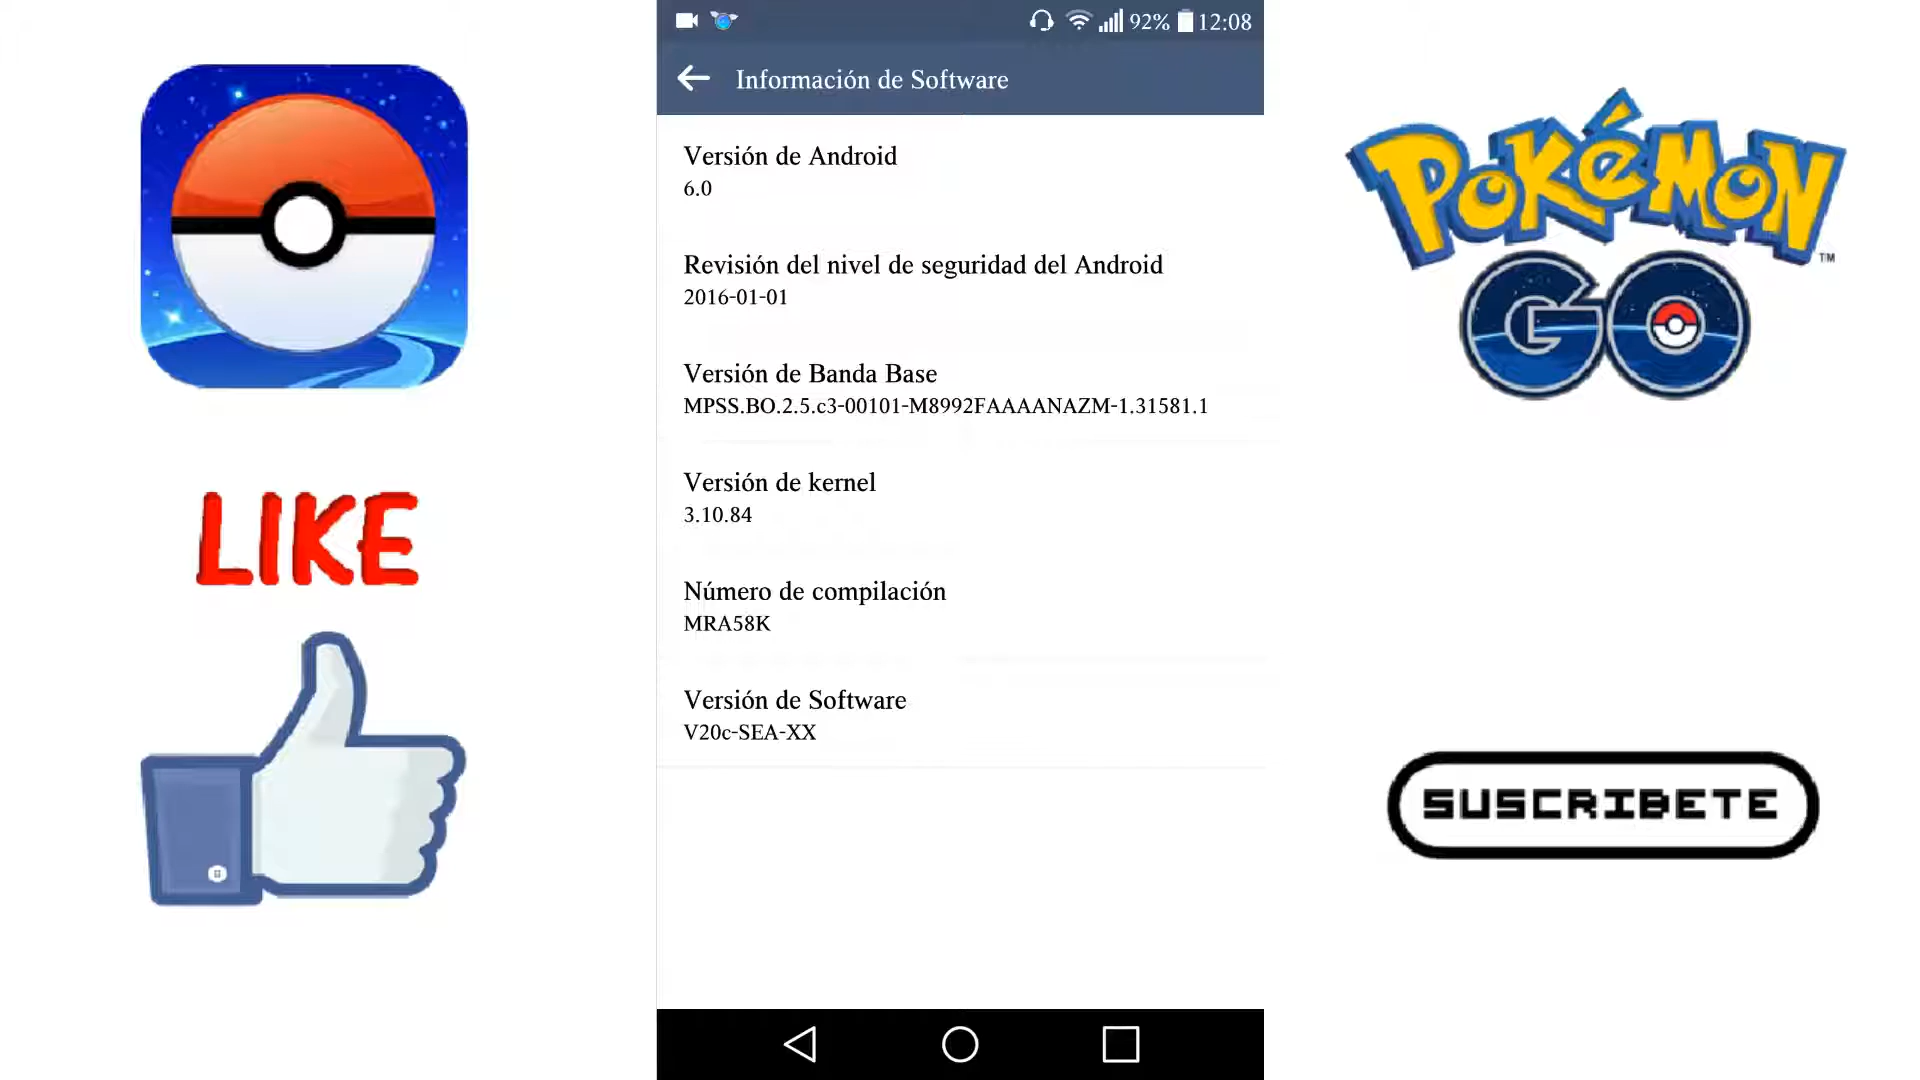 92% 12:08
Información de Software
Versión de Android
6.0
Revisión del nivel de seguridad del Android
2016-01-01
Versión de Banda Base
MPSS.BO.2.5.c3-00101-M8992FAAAANAZM-1.31581.1
Versión de kernel
3.10.84
Número de compilación
MRA58K
Versión de Software
V20c-SEA-XX
LIKE
POKéMON
TM
GO
SUSCRIBETE